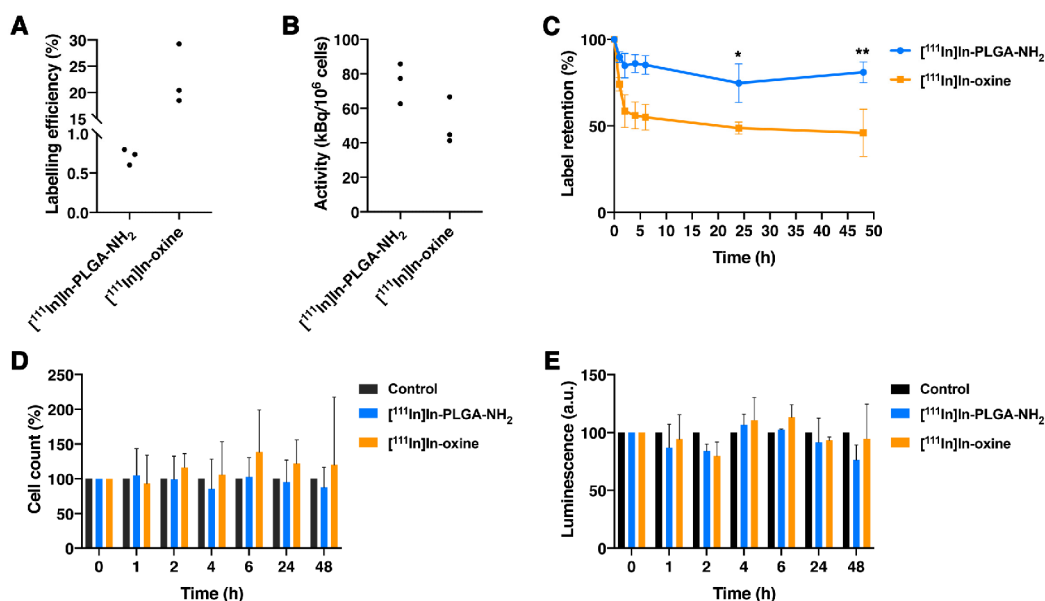 A
Labelling efficiency (%)
30
25
20
15
1.0
0.5
0.0
[¹¹¹In]In-PLGA-NH₂
[¹¹¹In]In-oxine
B
Activity (kBq/10⁶ cells)
100
80
60
40
20
0
[¹¹¹In]In-PLGA-NH₂
[¹¹¹In]In-oxine
C
Label retention (%)
100
50
0
* **
0 5 10 15 20 25 30 35 40 45 50
Time (h)
[¹¹¹In]In-PLGA-NH₂
[¹¹¹In]In-oxine
D
Cell count (%)
250
200
150
100
50
0
0 1 2 4 6 24 48
Time (h)
Control
[¹¹¹In]In-PLGA-NH₂
[¹¹¹In]In-oxine
E
Luminescence (a.u.)
150
100
50
0
0 1 2 4 6 24 48
Time (h)
Control
[¹¹¹In]In-PLGA-NH₂
[¹¹¹In]In-oxine